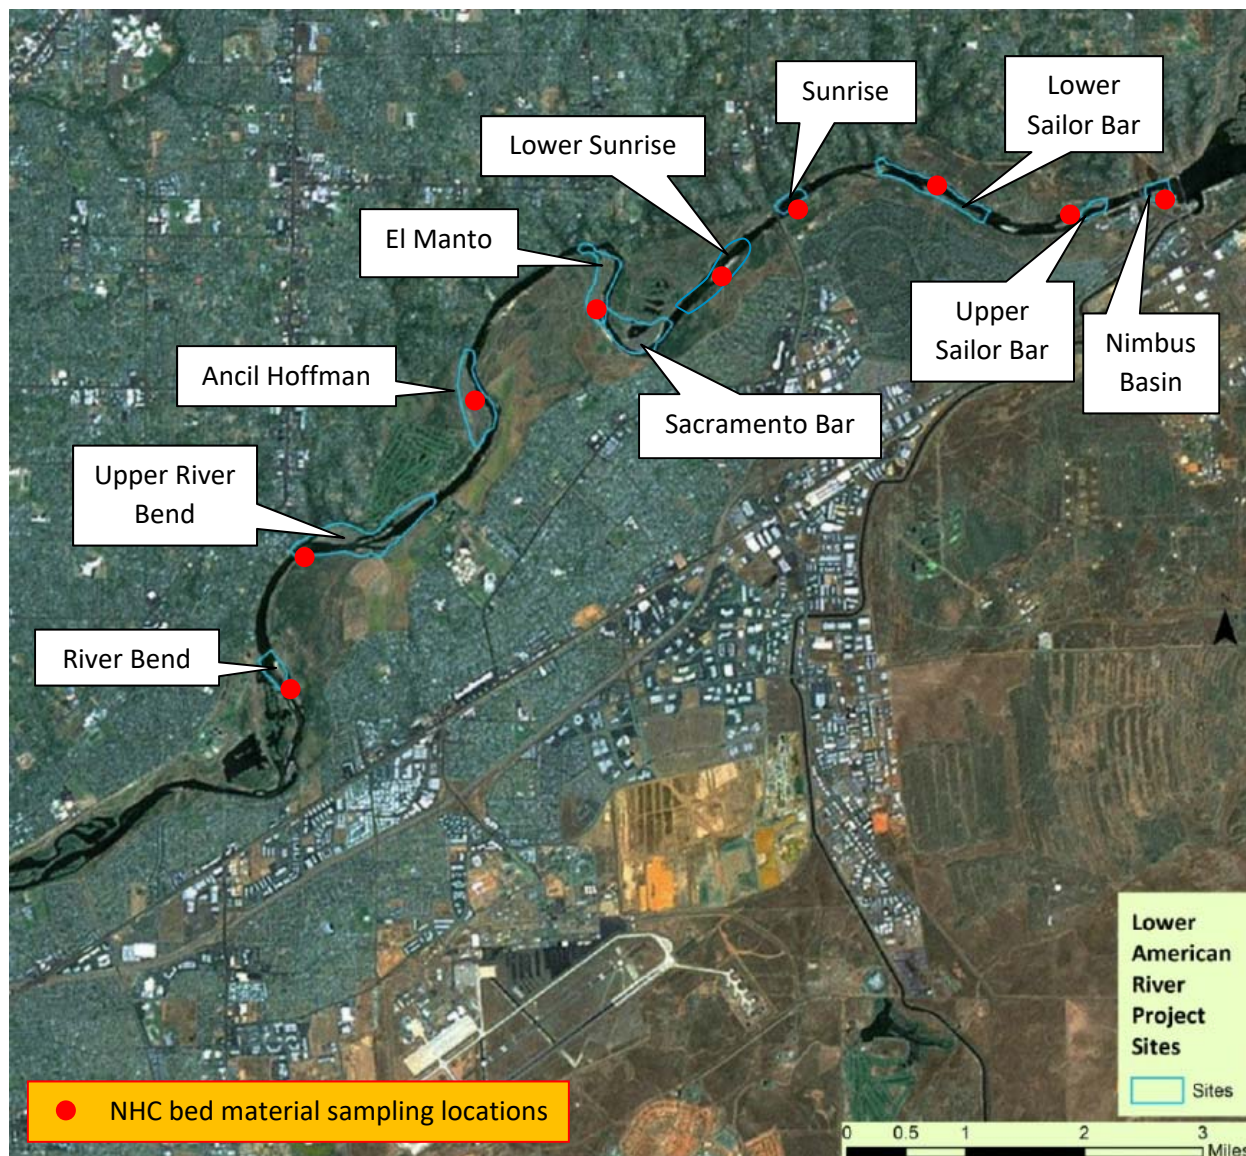 Sunrise
Lower
Sailor Bar
Lower Sunrise
El Manto
Upper
Sailor Bar
Nimbus
Basin
Ancil Hoffman
Sacramento Bar
Upper River
Bend
River Bend
Lower
American
River
Project
Sites
Sites
NHC bed material sampling locations
0 0.5 1 2 3
Miles